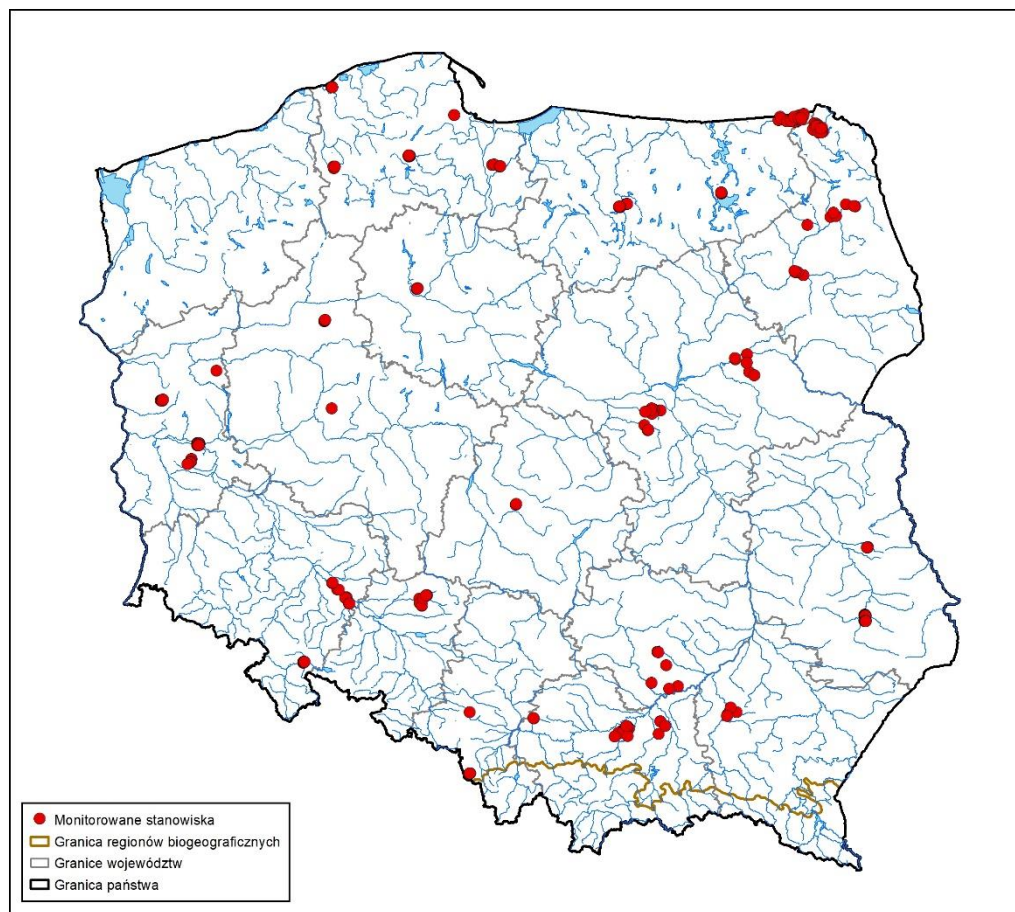 Monitorowane stanowiska
Granica regionów biogeograficznych
Granice województw
Granica państwa